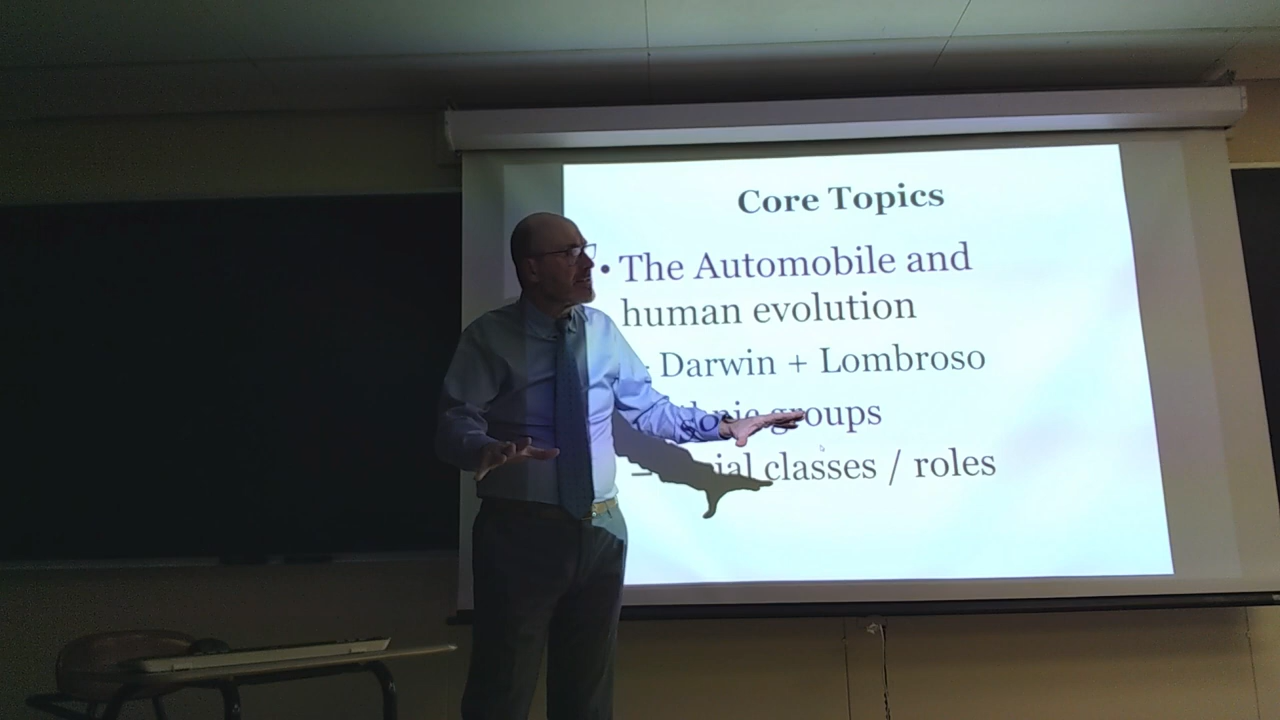 Core Topics
• The Automobile and
human evolution
- Darwin + Lombroso
groups
– classes / roles